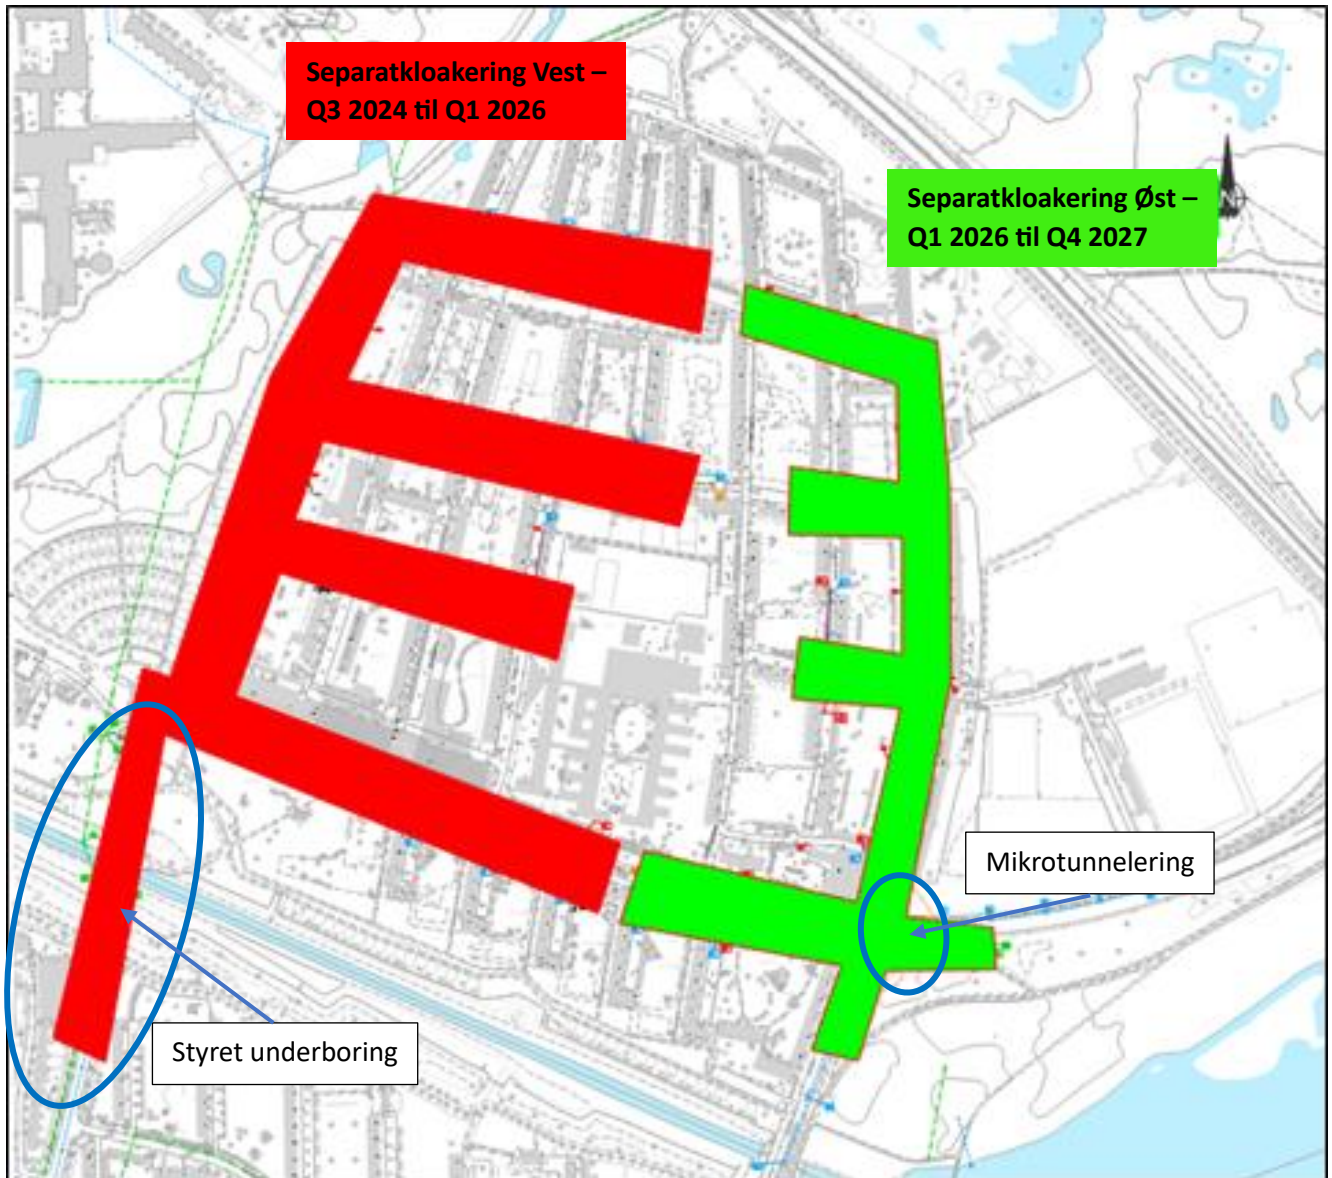 Separatkloakering Vest –
Q3 2024 til Q1 2026
Separatkloakering Øst –
Q1 2026 til Q4 2027
N
Mikrotunnelering
Styret underboring